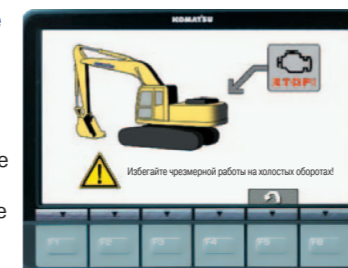 KOMATSU
STOP!
Избегайте чрезмерной работы на холостых оборотах!
F1 F2 F3 F4 F5 F6
е
е
е